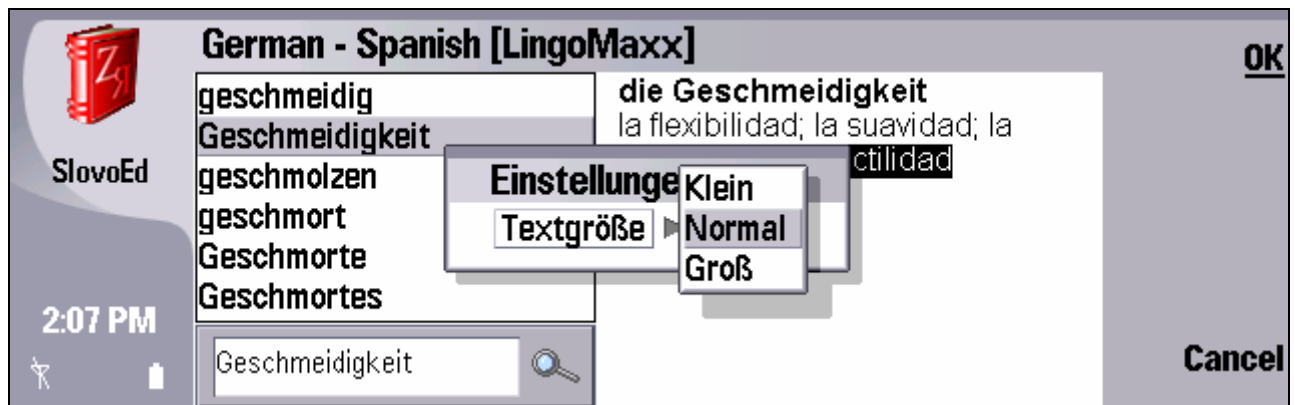 German - Spanish [LingoMaxx]
OK
SlovoEd
2:07 PM
geschmeidig
Geschmeidigkeit
geschmolzen
geschmort
Geschmorte
Geschmortes
Geschmeidigkeit
die Geschmeidigkeit
la flexibilidad; la suavidad; la
ctilidad
Einstellunge
Textgröße
Klein
Normal
Groß
Cancel